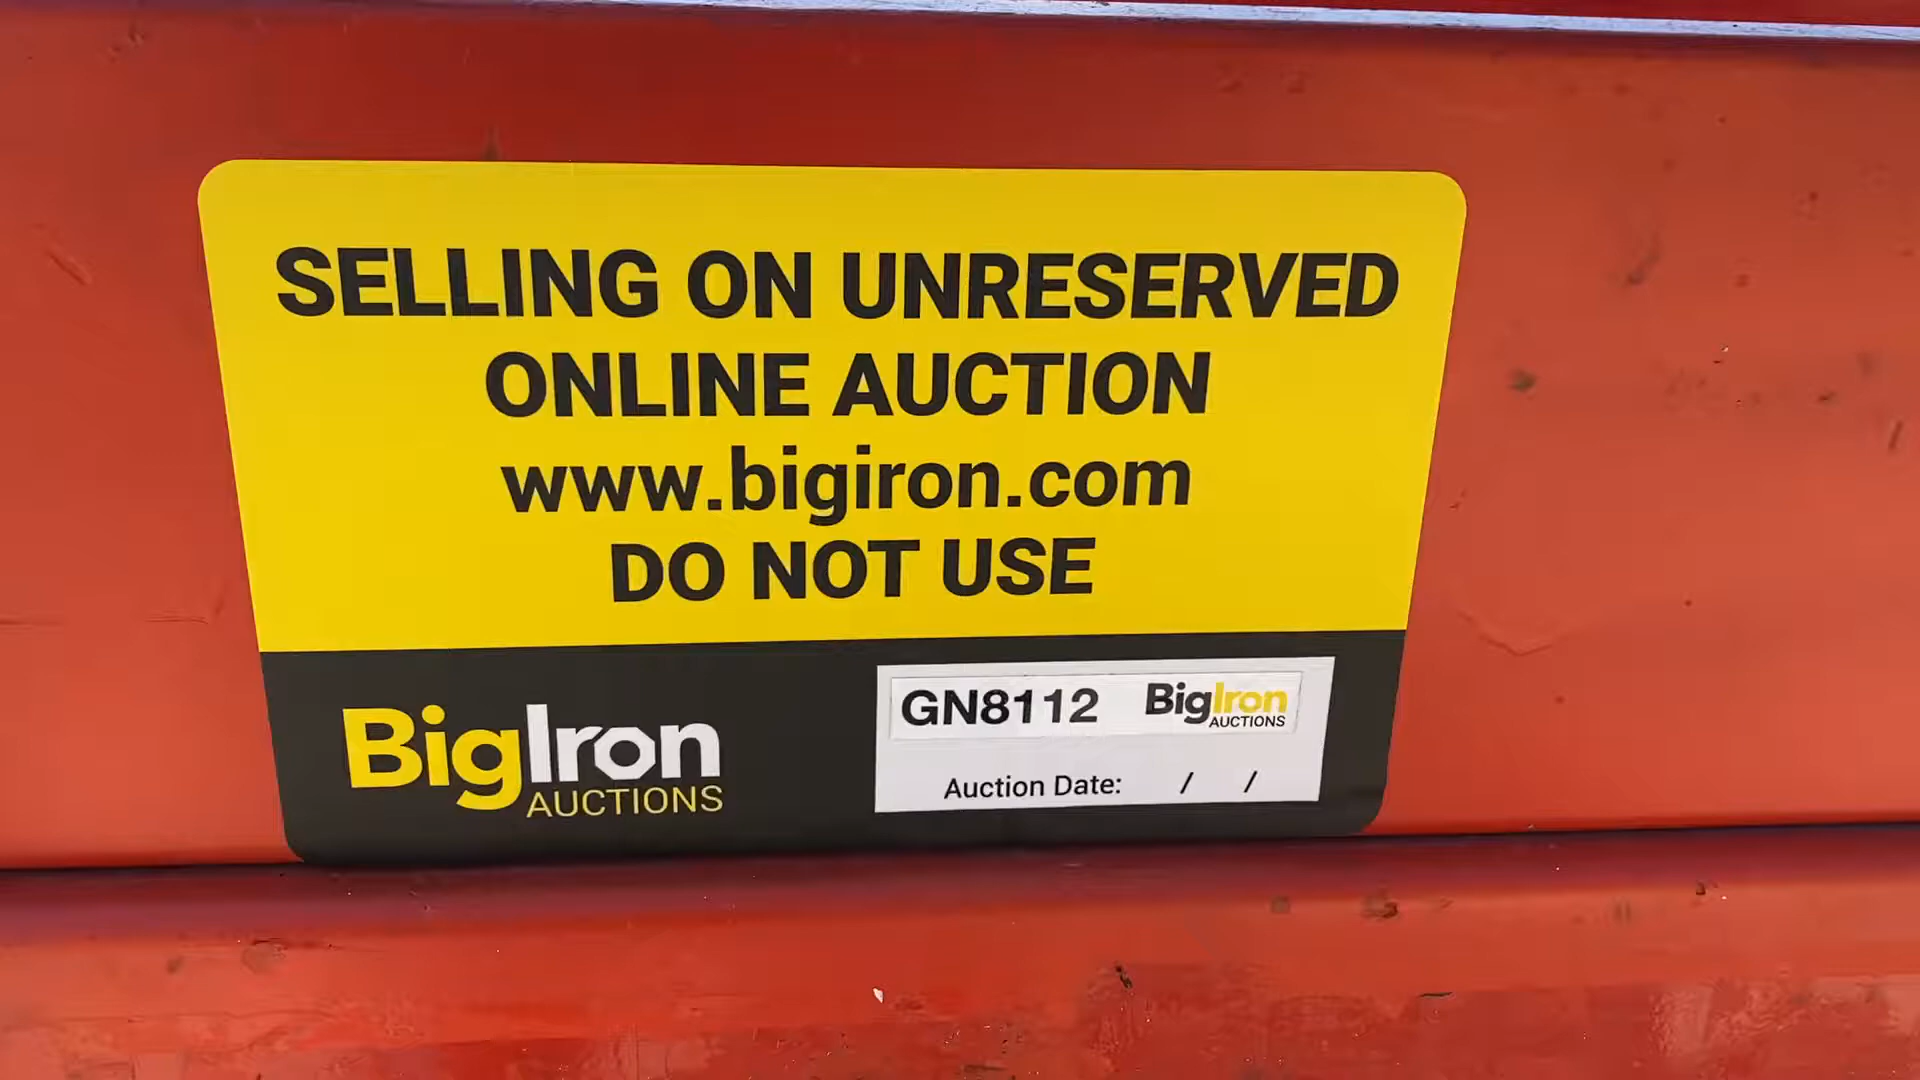 SELLING ON UNRESERVED
ONLINE AUCTION
www.bigiron.com
DO NOT USE
BigIron
AUCTIONS
GN8112 BigIron
AUCTIONS
Auction Date: / /